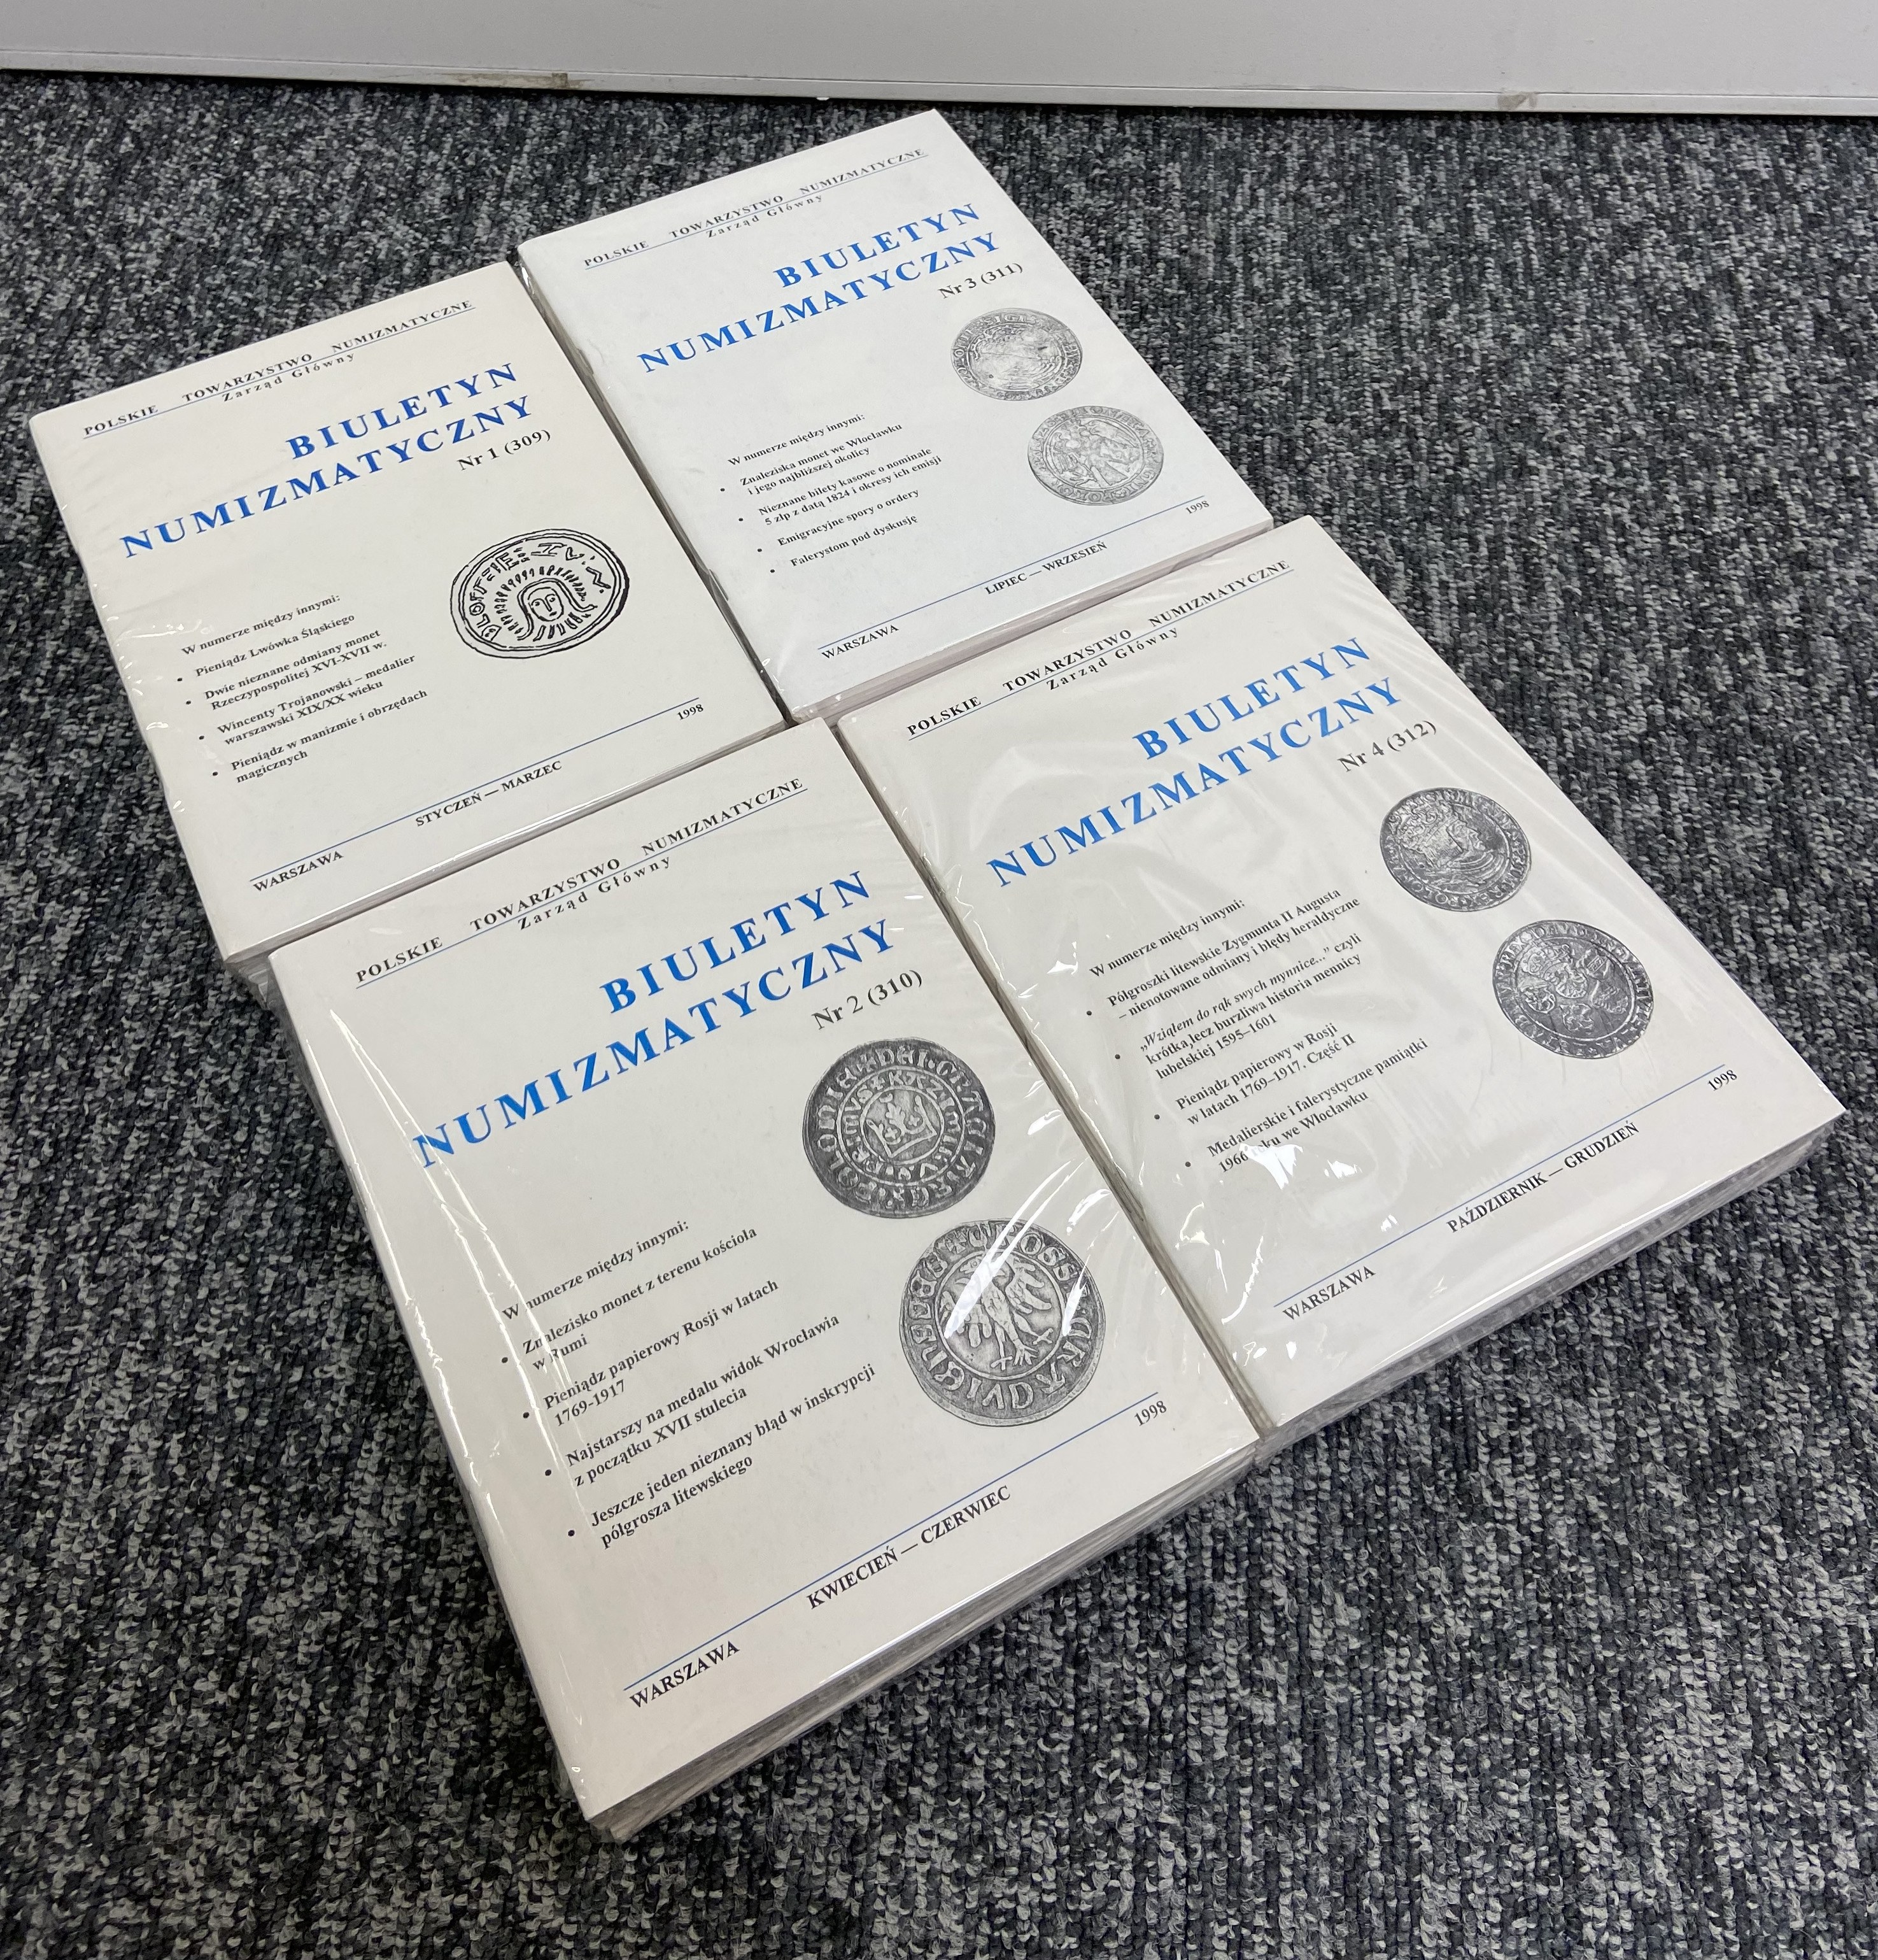 POLSKIE TOWARZYSTWO NUMIZMATYCZNE
Zarząd Główny
BIULETYN
NUMIZMATYCZNY
Nr 1 (309)
W numerze między innymi:
• Pieniądz Lwówka Śląskiego
• Dwie nieznane odmiany monet
Rzeczypospolitej XVI-XVII w.
• Wincenty Trojanowski – medalier
warszawski XIX/XX wieku
• Pieniądz w manizmie i obrzędach
magicznych
WARSZAWA STYCZEŃ — MARZEC 1998
POLSKIE TOWARZYSTWO NUMIZMATYCZNE
Zarząd Główny
BIULETYN
NUMIZMATYCZNY
Nr 3 (311)
W numerze między innymi:
• Znaleziska monet we Włocławku
i jego najbliższej okolicy
• Nieznane bilety kasowe o nominale
5 złp z datą 1824 i okresy ich emisji
• Emigracyjne spory o ordery
• Falerystom pod dyskusję
WARSZAWA LIPIEC — WRZESIEŃ 1998
POLSKIE TOWARZYSTWO NUMIZMATYCZNE
Zarząd Główny
BIULETYN
NUMIZMATYCZNY
Nr 2 (310)
W numerze między innymi:
• Znalezisko monet z terenu kościoła
w Rumi
• Pieniądz papierowy Rosji w latach
1769-1917
• Najstarszy na medalu widok Wrocławia
z początku XVII stulecia
• Jeszcze jeden nieznany błąd w inskrypcji
półgrosza litewskiego
WARSZAWA KWIECIEŃ — CZERWIEC 1998
POLSKIE TOWARZYSTWO NUMIZMATYCZNE
Zarząd Główny
BIULETYN
NUMIZMATYCZNY
Nr 4 (312)
W numerze między innymi:
• Półgroszki litewskie Zygmunta II Augusta
– nienotowane odmiany i błędy heraldyczne
• „Wziąłem do rąk swych mynnice...” czyli
krótka lecz burzliwa historia mennicy
lubelskiej 1595–1601
• Pieniądz papierowy w Rosji
w latach 1769–1917. Część II
• Medalierskie i falerystyczne pamiątki
1966 roku we Włocławku
WARSZAWA PAŹDZIERNIK — GRUDZIEŃ 1998